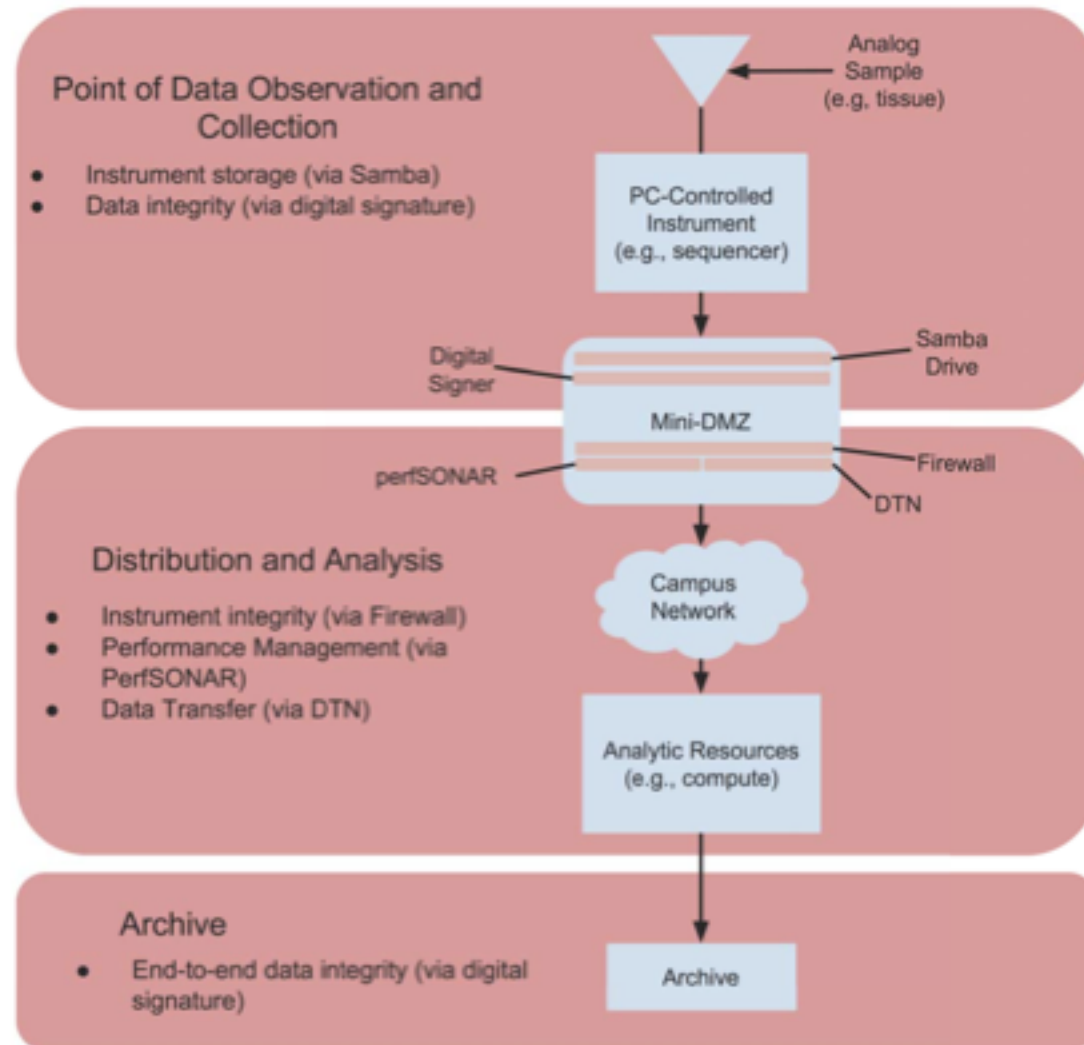 Point of Data Observation and
Collection
● Instrument storage (via Samba)
● Data integrity (via digital signature)
Analog
Sample
(e.g, tissue)
PC-Controlled
Instrument
(e.g., sequencer)
Digital
Signer
Samba
Drive
Mini-DMZ
perfSONAR
Firewall
DTN
Distribution and Analysis
● Instrument integrity (via Firewall)
● Performance Management (via
PerfSONAR)
● Data Transfer (via DTN)
Campus
Network
Analytic Resources
(e.g., compute)
Archive
● End-to-end data integrity (via digital
signature)
Archive